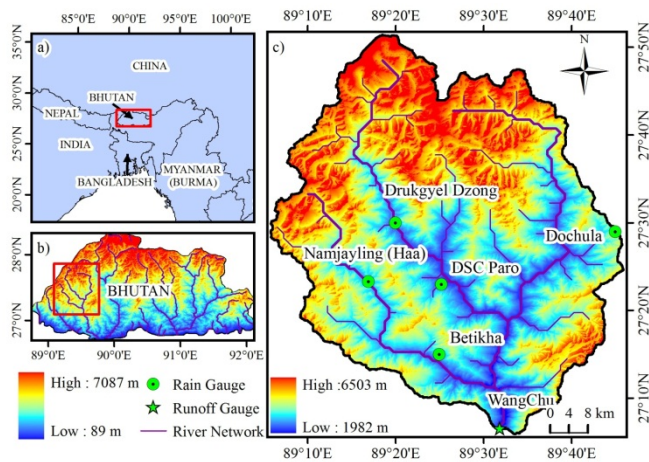 85°0'E 90°0'E 95°0'E 100°0'E
a)
35°0'N
30°0'N
25°0'N
20°0'N
CHINA
BHUTAN
NEPAL
INDIA
MYANMAR
(BURMA)
BANGLADESH
b)
28°0'N
27°0'N
BHUTAN
89°0'E 90°0'E 91°0'E 92°0'E
High : 7087 m
Low : 89 m
Rain Gauge
Runoff Gauge
River Network
89°10'E 89°20'E 89°30'E 89°40'E
c)
N
27°50'N
27°40'N
27°30'N
27°20'N
27°10'N
Drukgyel Dzong
Dochula
Namjayling (Haa)
DSC Paro
Betikha
WangChu
High :6503 m
Low : 1982 m
0 4 8 km
89°10'E 89°20'E 89°30'E 89°40'E